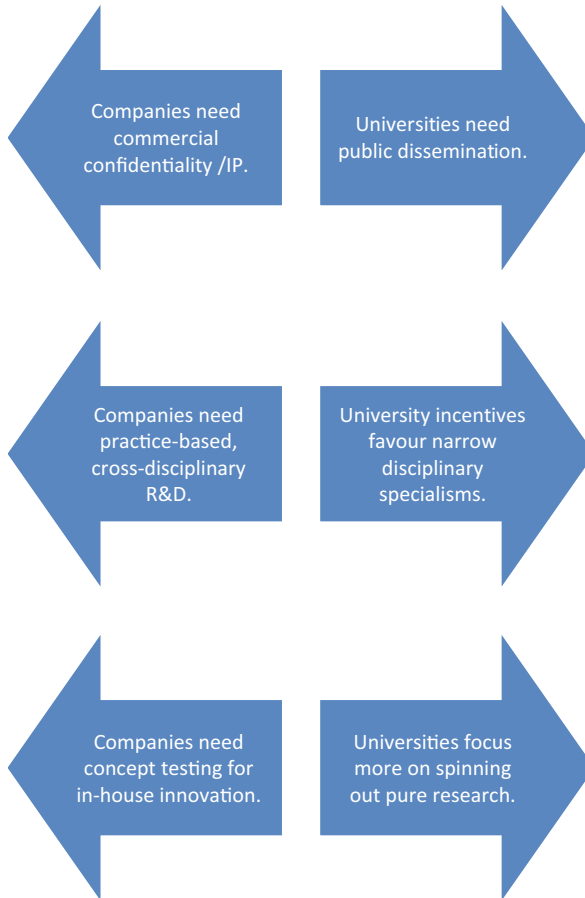 Companies need
commercial
confidentiality /IP.
Universities need
public dissemination.
Companies need
practice-based,
cross-disciplinary
R&D.
University incentives
favour narrow
disciplinary
specialisms.
Companies need
concept testing for
in-house innovation.
Universities focus
more on spinning
out pure research.